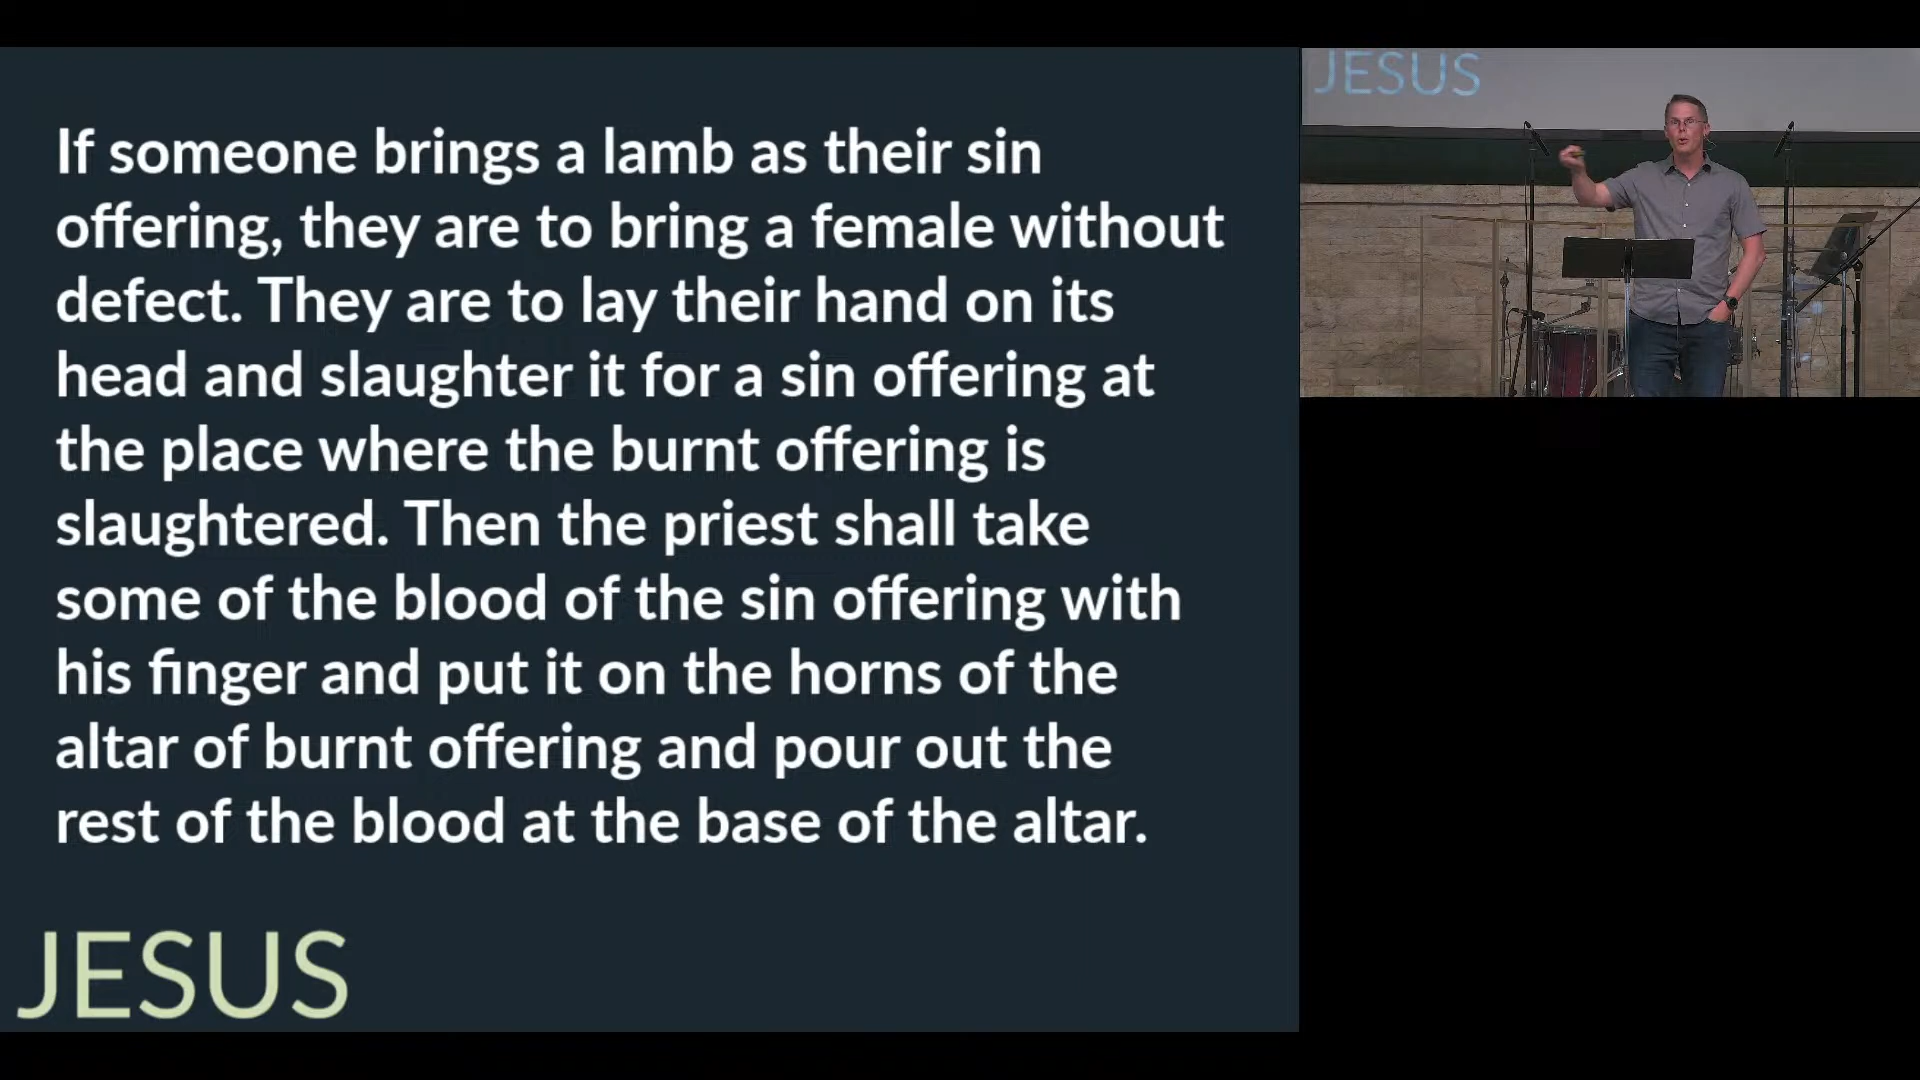 If someone brings a lamb as their sin
offering, they are to bring a female without
defect. They are to lay their hand on its
head and slaughter it for a sin offering at
the place where the burnt offering is
slaughtered. Then the priest shall take
some of the blood of the sin offering with
his finger and put it on the horns of the
altar of burnt offering and pour out the
rest of the blood at the base of the altar.
JESUS
JESUS